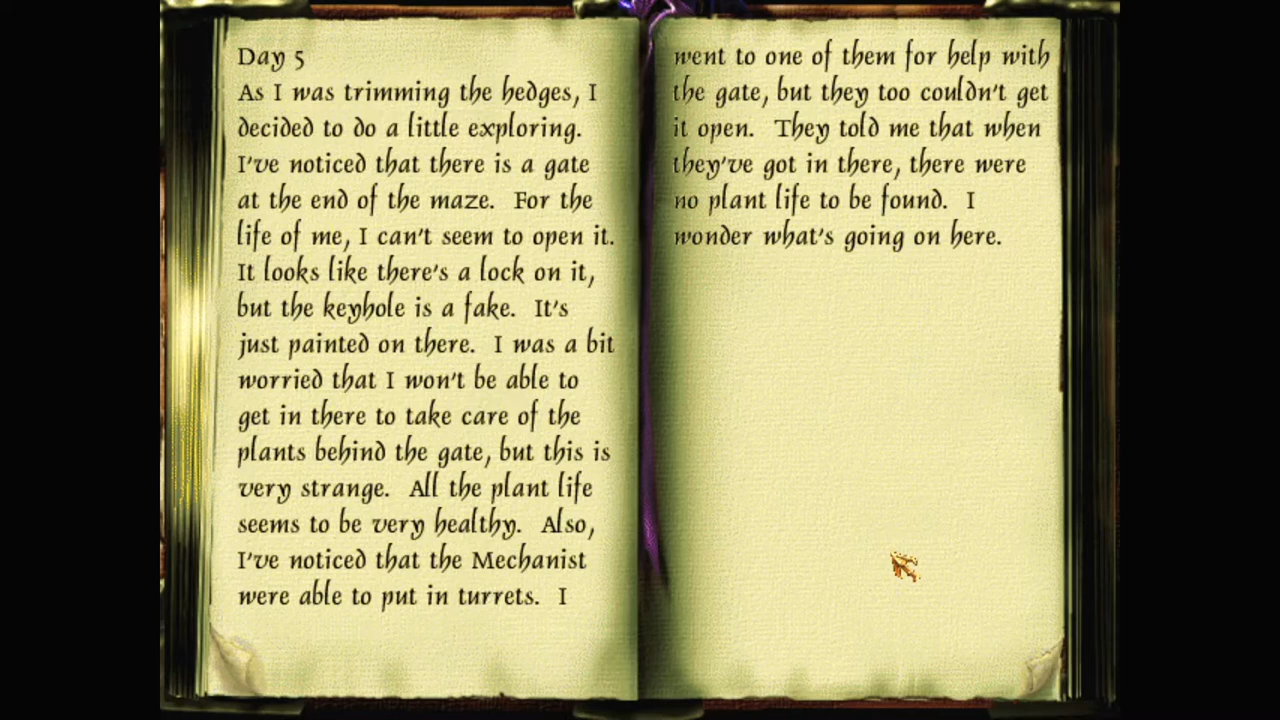 Day 5
As I was trimming the hedges, I
decided to do a little exploring.
I've noticed that there is a gate
at the end of the maze.  For the
life of me, I can't seem to open it.
It looks like there's a lock on it,
but the keyhole is a fake.  It's
just painted on there.  I was a bit
worried that I won't be able to
get in there to take care of the
plants behind the gate, but this is
very strange.  All the plant life
seems to be very healthy.  Also,
I've noticed that the Mechanist
were able to put in turrets.  I
went to one of them for help with
the gate, but they too couldn't get
it open.  They told me that when
they've got in there, there were
no plant life to be found.  I
wonder what's going on here.